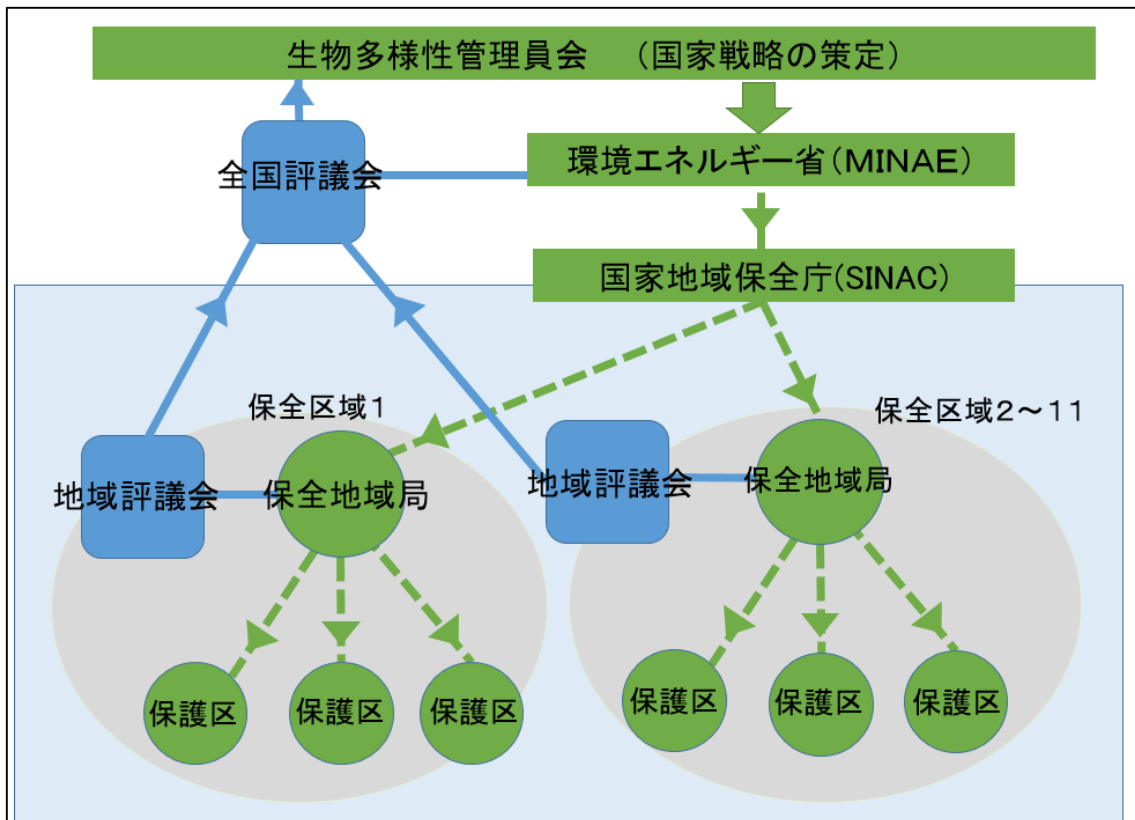 生物多様性管理員会 (国家戦略の策定)
全国評議会
環境エネルギー省(MINAE)
国家地域保全庁(SINAC)
保全区域1
保全区域2~11
地域評議会
保全地域局
地域評議会
保全地域局
保護区
保護区
保護区
保護区
保護区
保護区